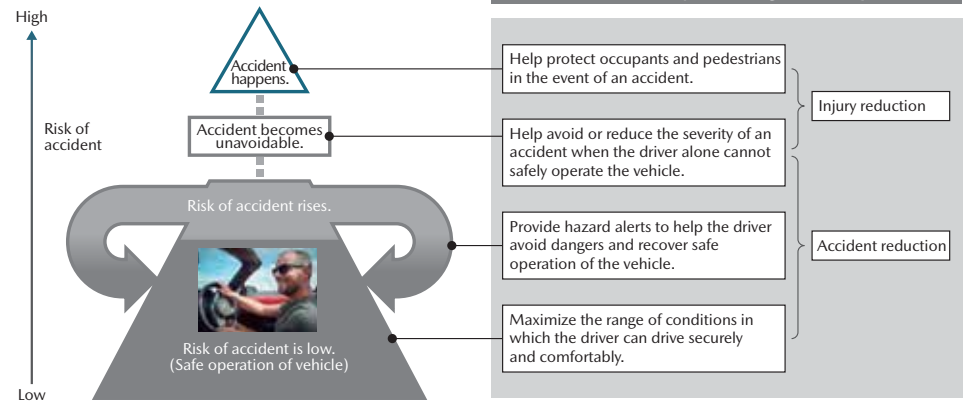 High
Risk of
accident
Low
Accident
happens.
Accident becomes
unavoidable.
Risk of accident rises.
Risk of accident is low.
(Safe operation of vehicle)
Help protect occupants and pedestrians
in the event of an accident.
Help avoid or reduce the severity of an
accident when the driver alone cannot
safely operate the vehicle.
Provide hazard alerts to help the driver
avoid dangers and recover safe
operation of the vehicle.
Maximize the range of conditions in
which the driver can drive securely
and comfortably.
Injury reduction
Accident reduction